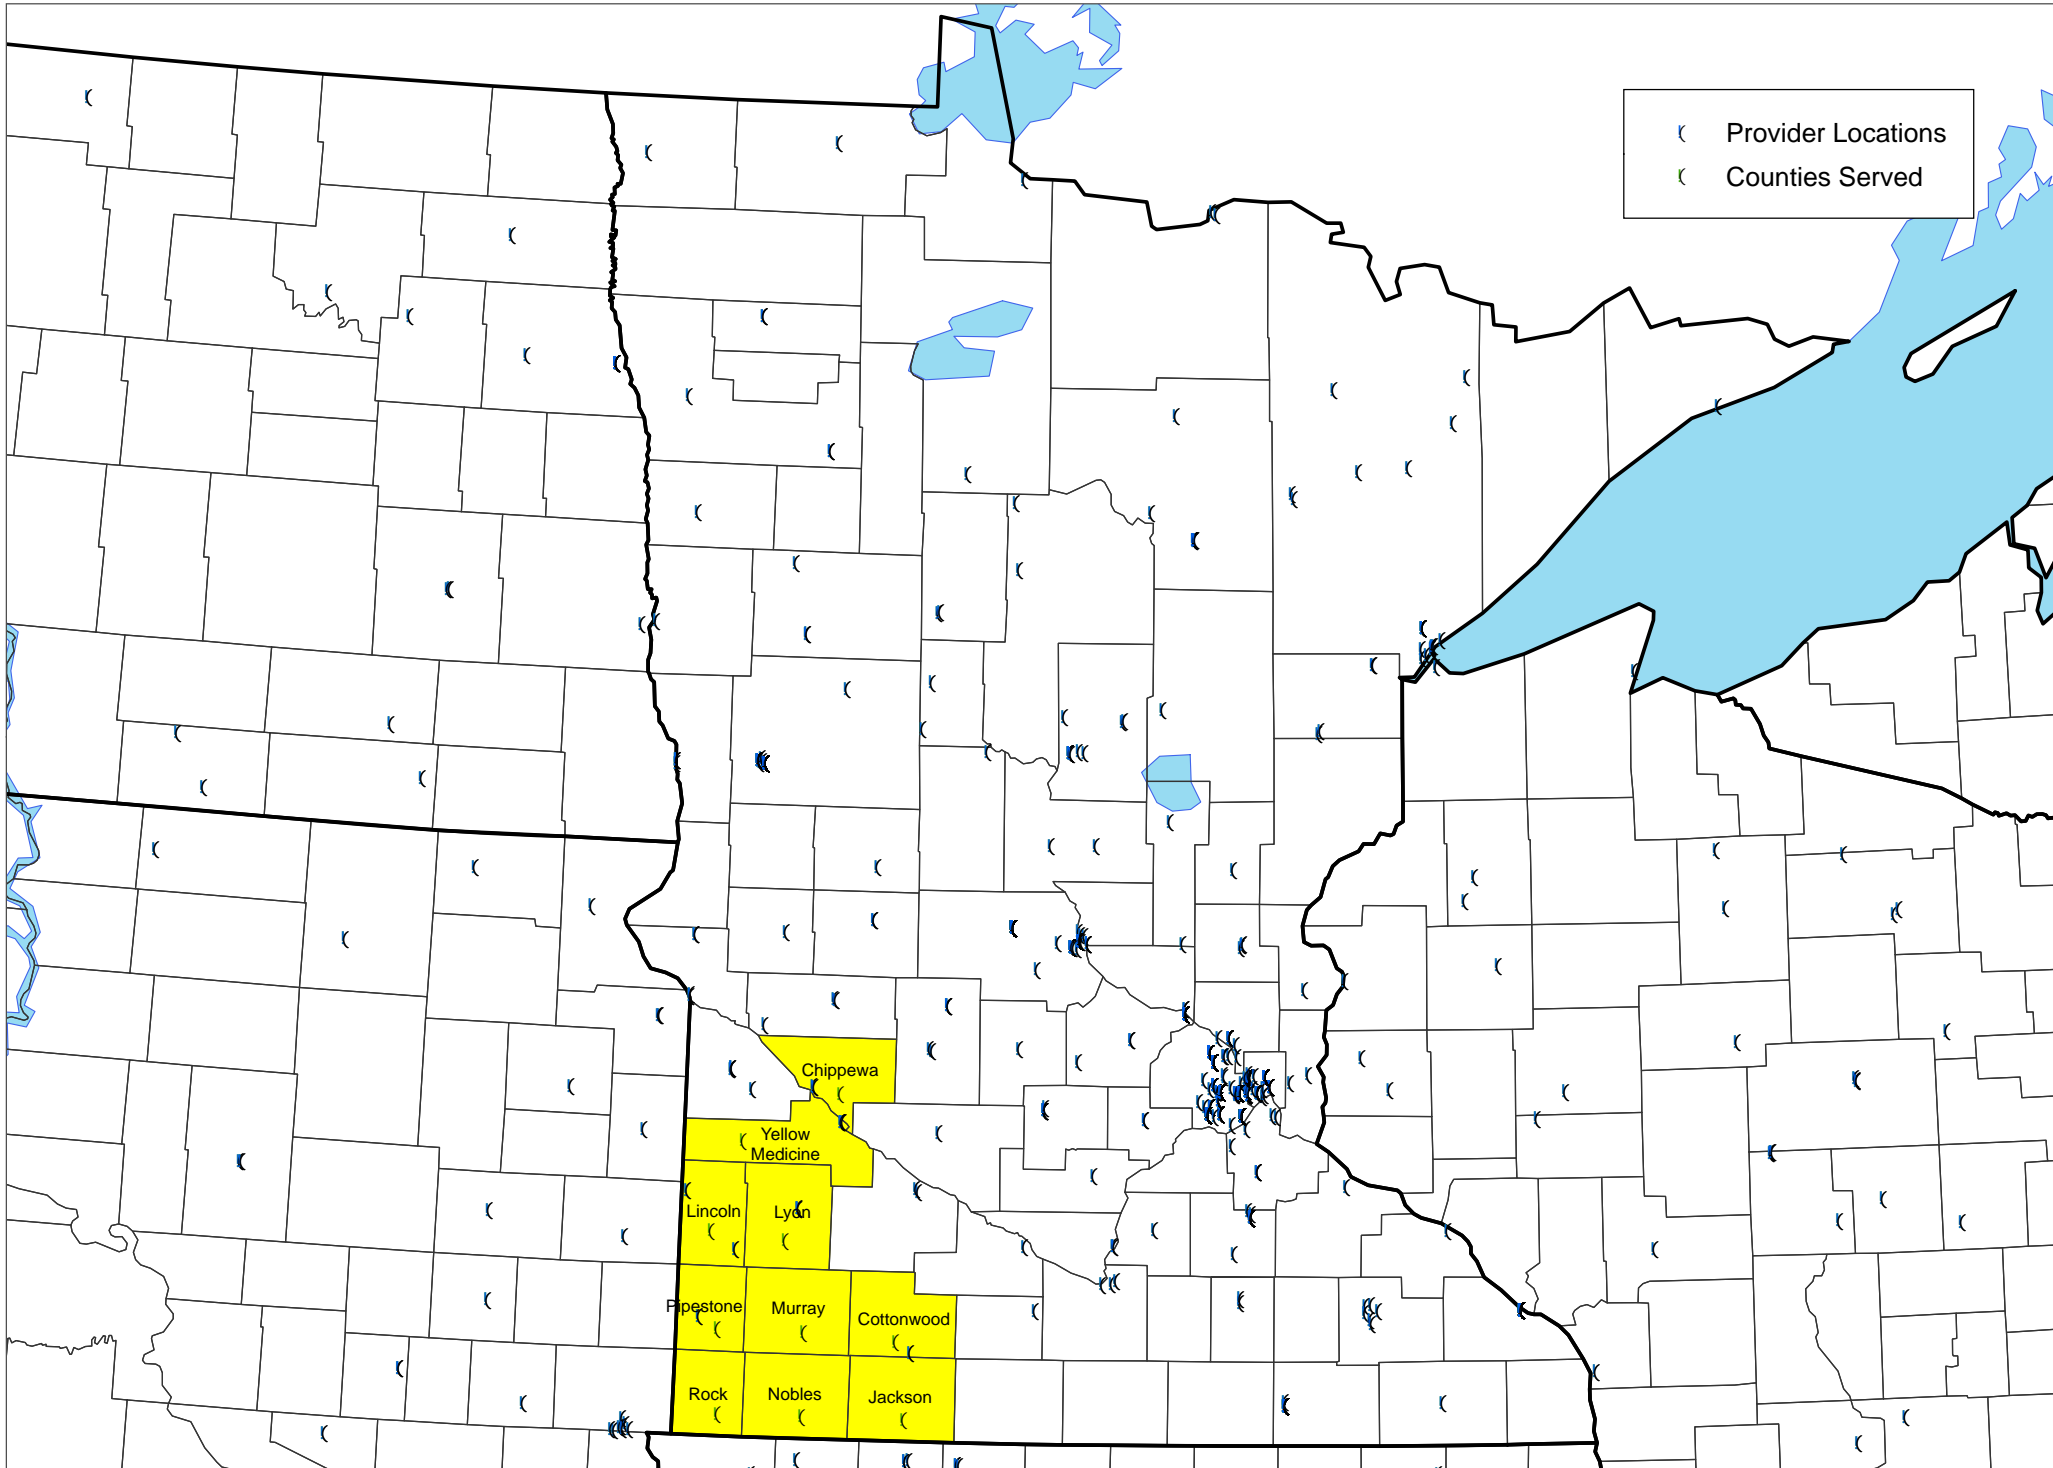 Provider Locations
Counties Served
Chippewa
Yellow
Medicine
Lincoln
Lyon
Pipestone
Murray
Cottonwood
Rock
Nobles
Jackson